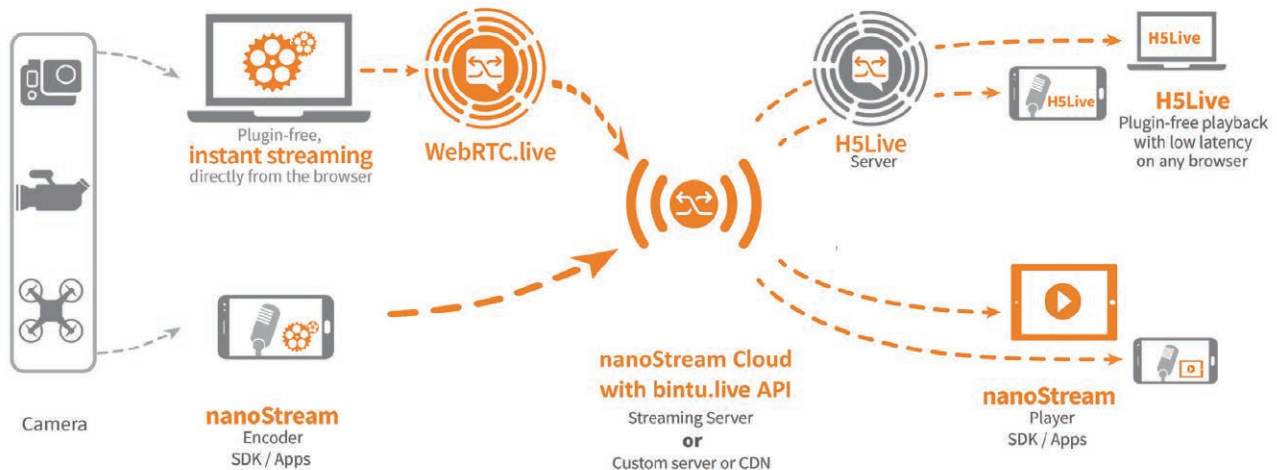 Camera
Plugin-free,
instant streaming
directly from the browser
WebRTC.live
nanoStream
Encoder
SDK / Apps
nanoStream Cloud
with bintu.live API
Streaming Server
or
Custom server or CDN
H5Live
Server
H5Live
H5Live
H5Live
Plugin-free playback
with low latency
on any browser
nanoStream
Player
SDK / Apps